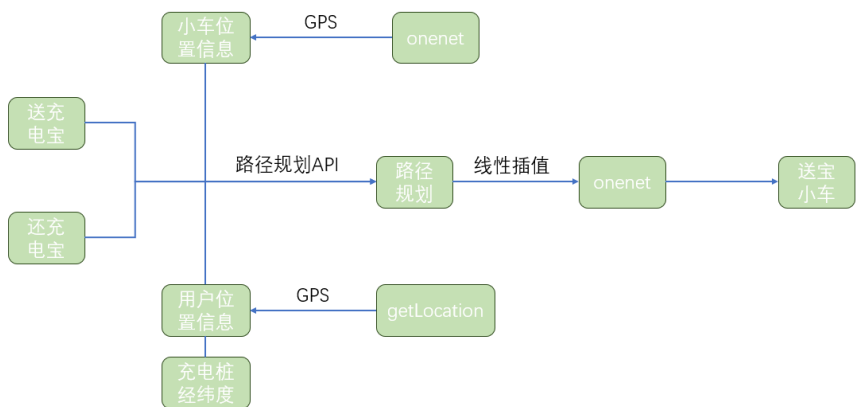 小车位
置信息
GPS
onenet
送充
电宝
路径规划API
路径
规划
线性插值
onenet
送宝
小车
还充
电宝
用户位
置信息
GPS
getLocation
充电桩
经纬度